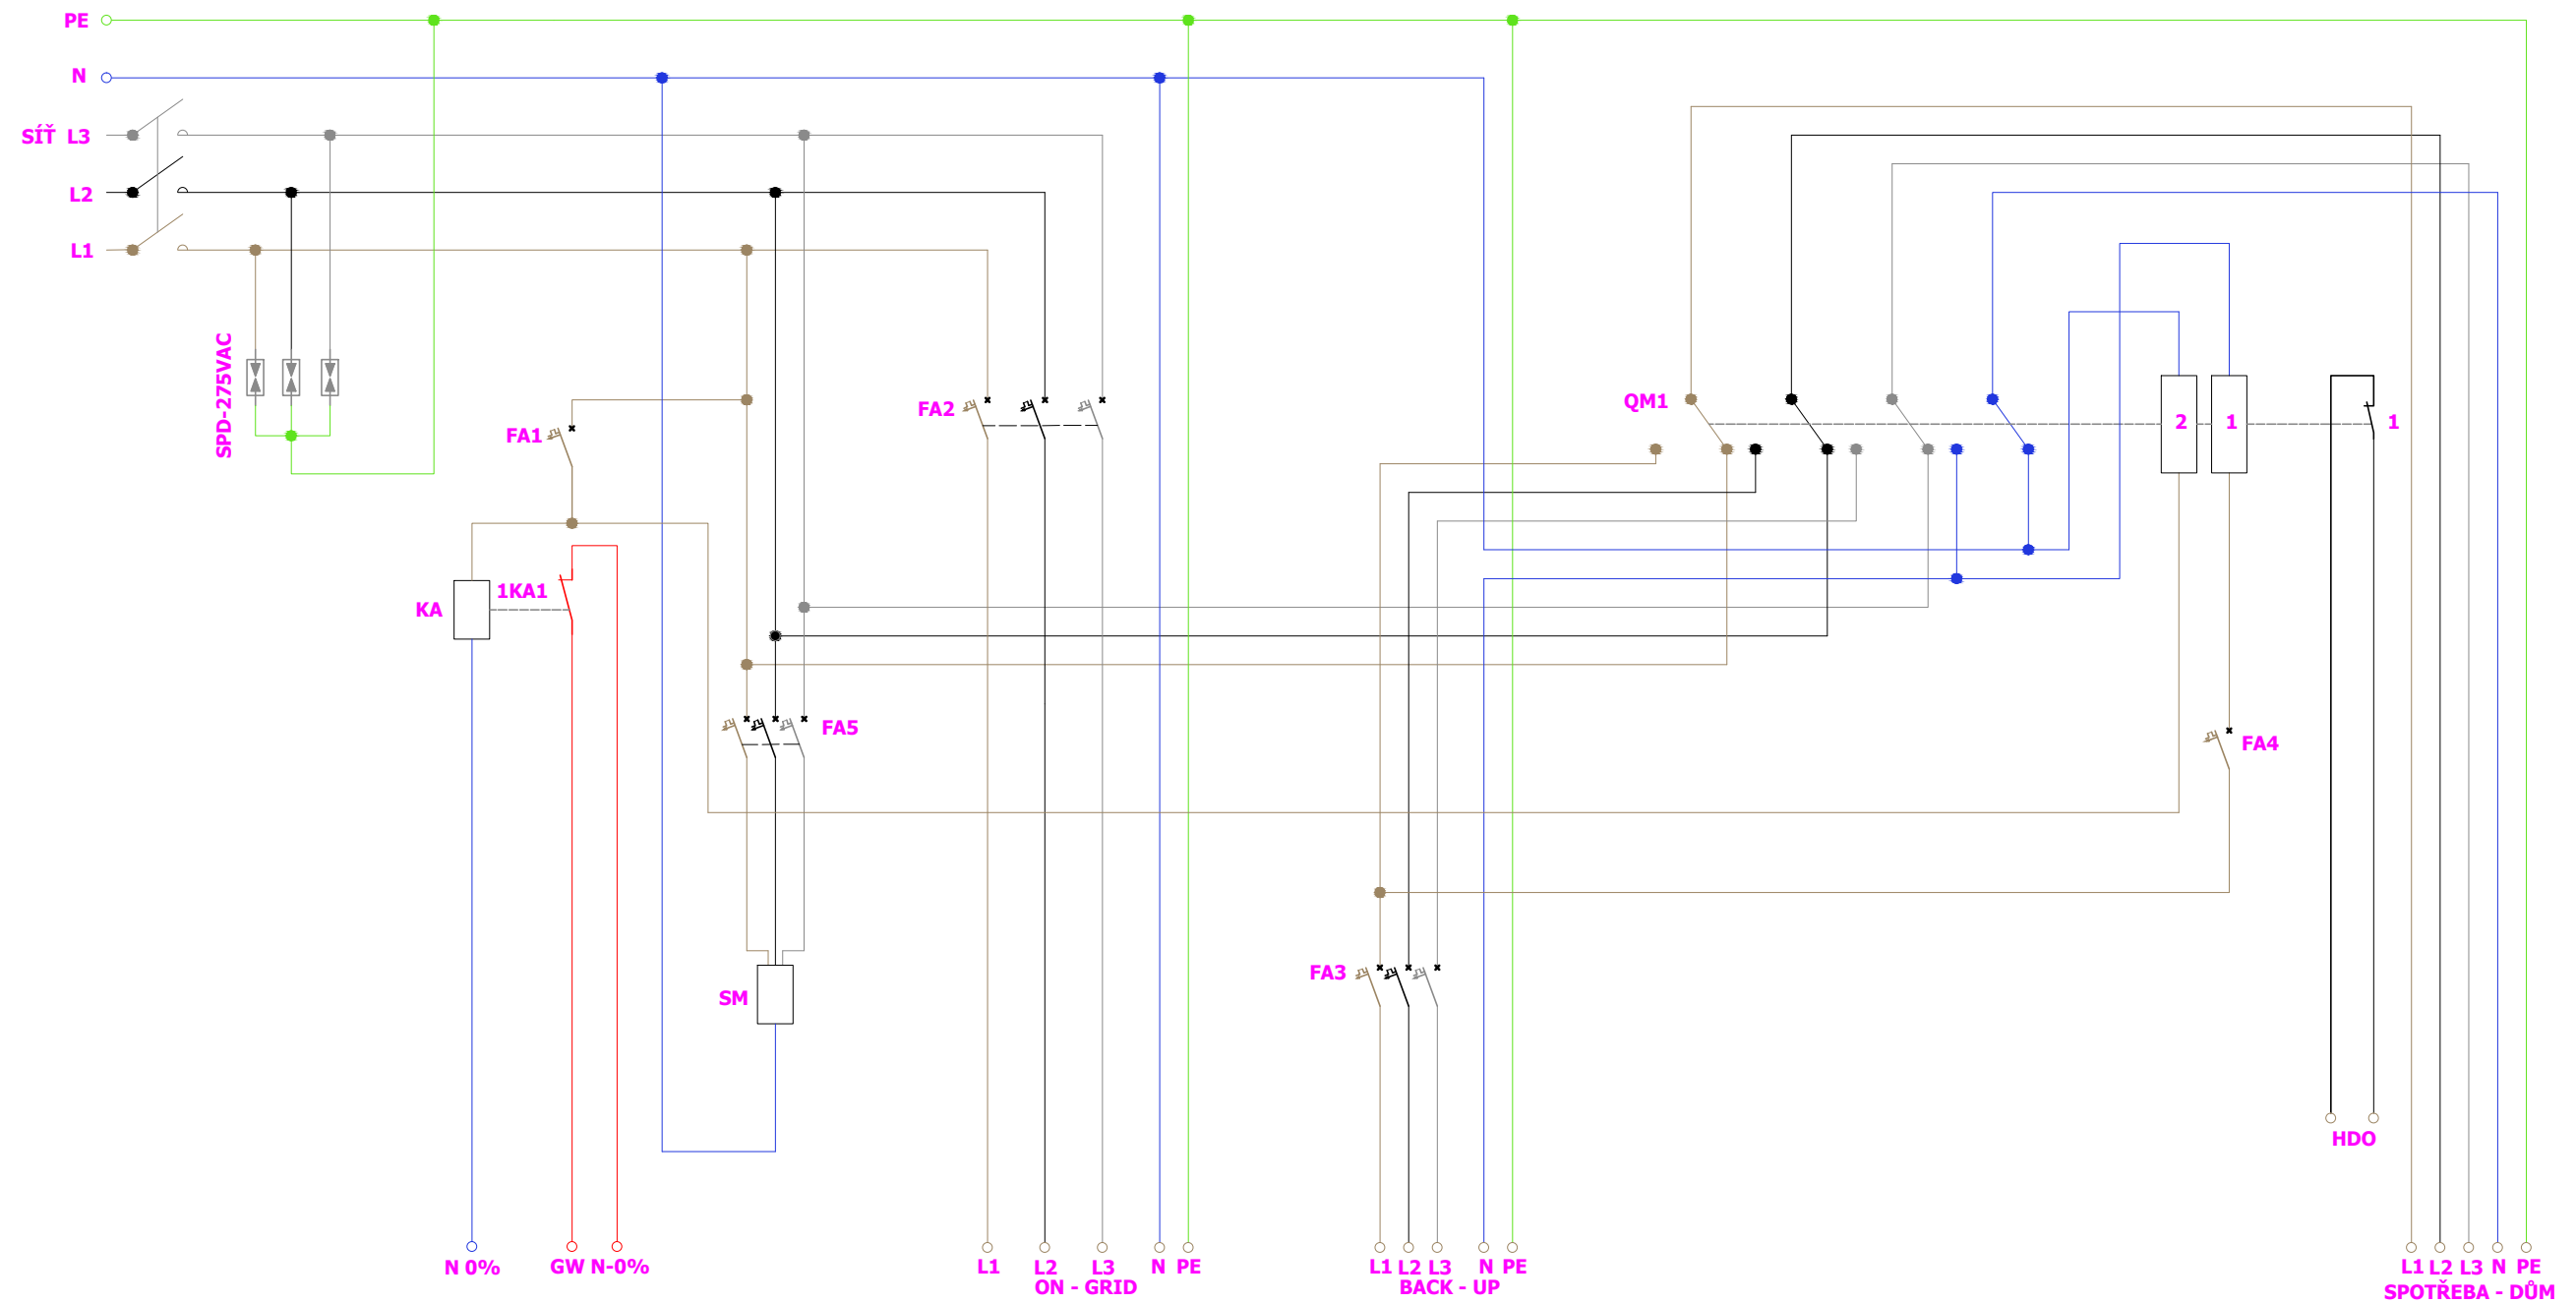 PE
N
SÍŤ L3
L2
L1
SPD-275VAC
FA1
FA2
QM1
2
1
1
KA
1KA1
FA5
FA4
SM
FA3
HDO
N 0%
GW N-0%
L1 L2 L3 N PE
ON - GRID
L1 L2 L3 N PE
BACK - UP
L1 L2 L3 N PE
SPOTŘEBA - DŮM